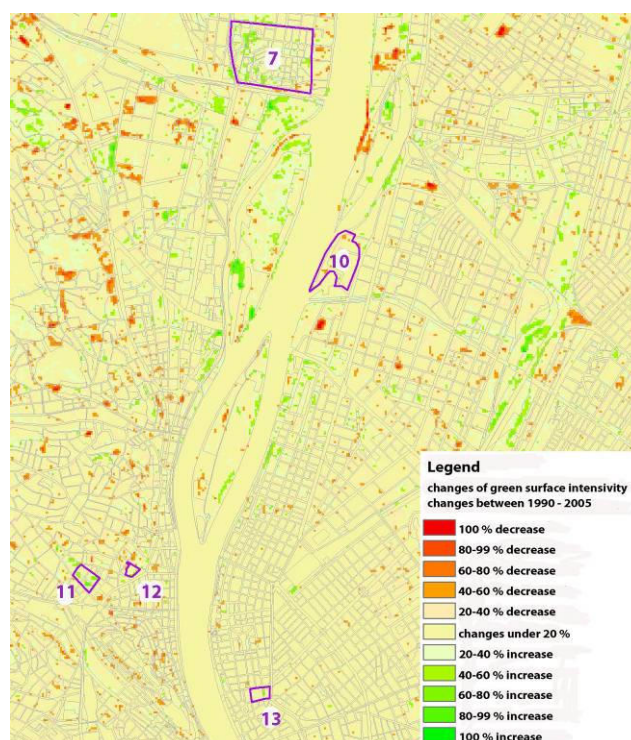 7
10
11
12
13
Legend
changes of green surface intensivity
changes between 1990 - 2005
100 % decrease
80-99 % decrease
60-80 % decrease
40-60 % decrease
20-40 % decrease
changes under 20 %
20-40 % increase
40-60 % increase
60-80 % increase
80-99 % increase
100 % increase